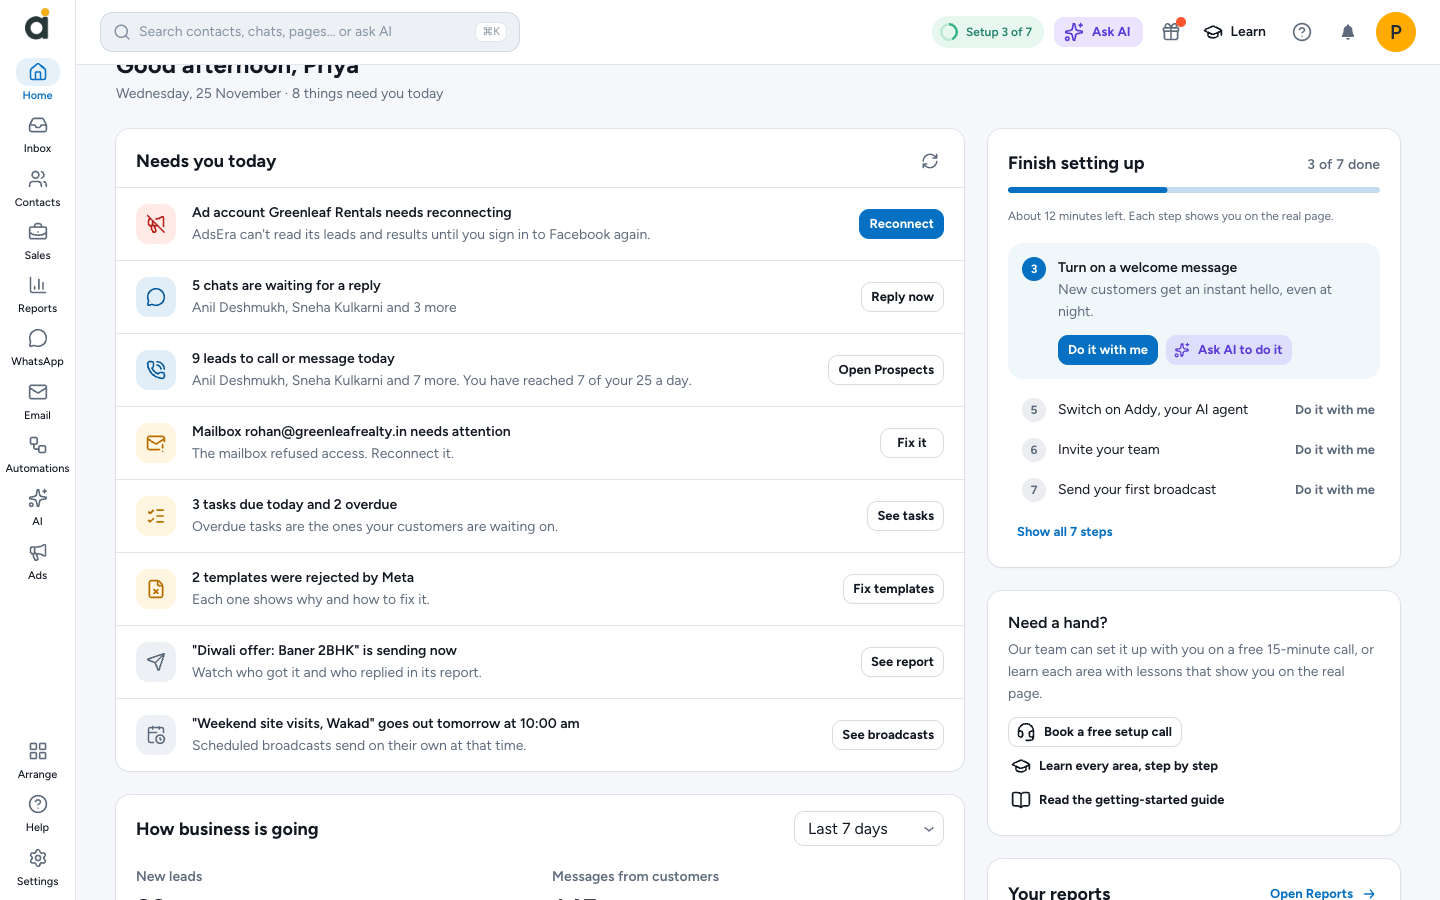 Search contacts, chats, pages... or ask AI
⌘K
Setup 3 of 7
Ask AI
Learn
P
Home
Inbox
Contacts
Sales
Reports
WhatsApp
Email
Automations
AI
Ads
Arrange
Help
Settings
Good afternoon, Priya
Wednesday, 25 November · 8 things need you today
Needs you today
Ad account Greenleaf Rentals needs reconnecting
AdsEra can't read its leads and results until you sign in to Facebook again.
Reconnect
5 chats are waiting for a reply
Anil Deshmukh, Sneha Kulkarni and 3 more
Reply now
9 leads to call or message today
Anil Deshmukh, Sneha Kulkarni and 7 more. You have reached 7 of your 25 a day.
Open Prospects
Mailbox rohan@greenleafrealty.in needs attention
The mailbox refused access. Reconnect it.
Fix it
3 tasks due today and 2 overdue
Overdue tasks are the ones your customers are waiting on.
See tasks
2 templates were rejected by Meta
Each one shows why and how to fix it.
Fix templates
"Diwali offer: Baner 2BHK" is sending now
Watch who got it and who replied in its report.
See report
"Weekend site visits, Wakad" goes out tomorrow at 10:00 am
Scheduled broadcasts send on their own at that time.
See broadcasts
How business is going
Last 7 days
New leads
Messages from customers
Finish setting up
3 of 7 done
About 12 minutes left. Each step shows you on the real page.
3
Turn on a welcome message
New customers get an instant hello, even at
night.
Do it with me
Ask AI to do it
5
Switch on Addy, your AI agent
Do it with me
6
Invite your team
Do it with me
7
Send your first broadcast
Do it with me
Show all 7 steps
Need a hand?
Our team can set it up with you on a free 15-minute call, or
learn each area with lessons that show you on the real
page.
Book a free setup call
Learn every area, step by step
Read the getting-started guide
Your reports
Open Reports